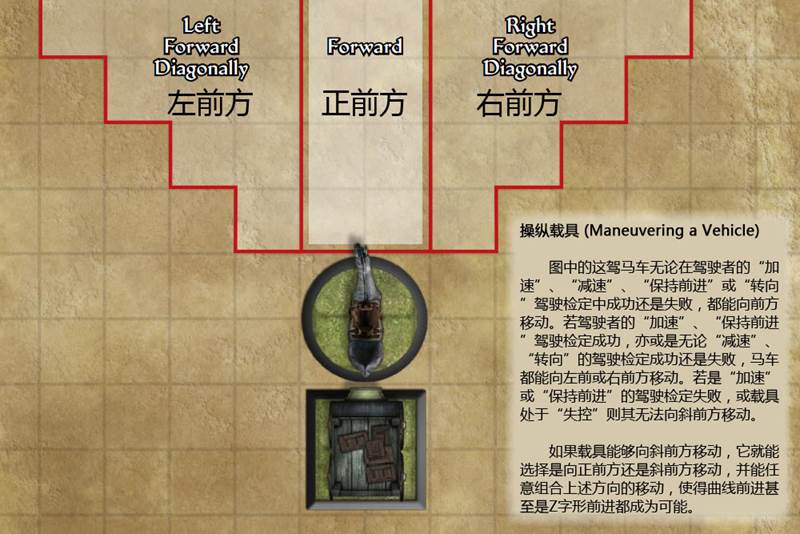 Left
Forward
Diagonally
左前方
Forward
正前方
Right
Forward
Diagonally
右前方
操纵载具 (Maneuvering a Vehicle)
图中的这驾马车无论在驾驶者的“加
速”、“减速”、“保持前进”或“转
向”驾驶检定中成功还是失败，都能向前方
移动。若驾驶者的“加速”、“保持前进
”驾驶检定成功，亦或是无论“减速”、
“转向”的驾驶检定成功还是失败，马车
都能向左前或右前方移动。若是“加速”
或“保持前进”的驾驶检定失败，或载具
处于“失控”则其无法向斜前方移动。
如果载具能够向斜前方移动，它就能
选择是向正前方还是斜前方移动，并能任
意组合上述方向的移动，使得曲线前进甚
至是Z字形前进都成为可能。